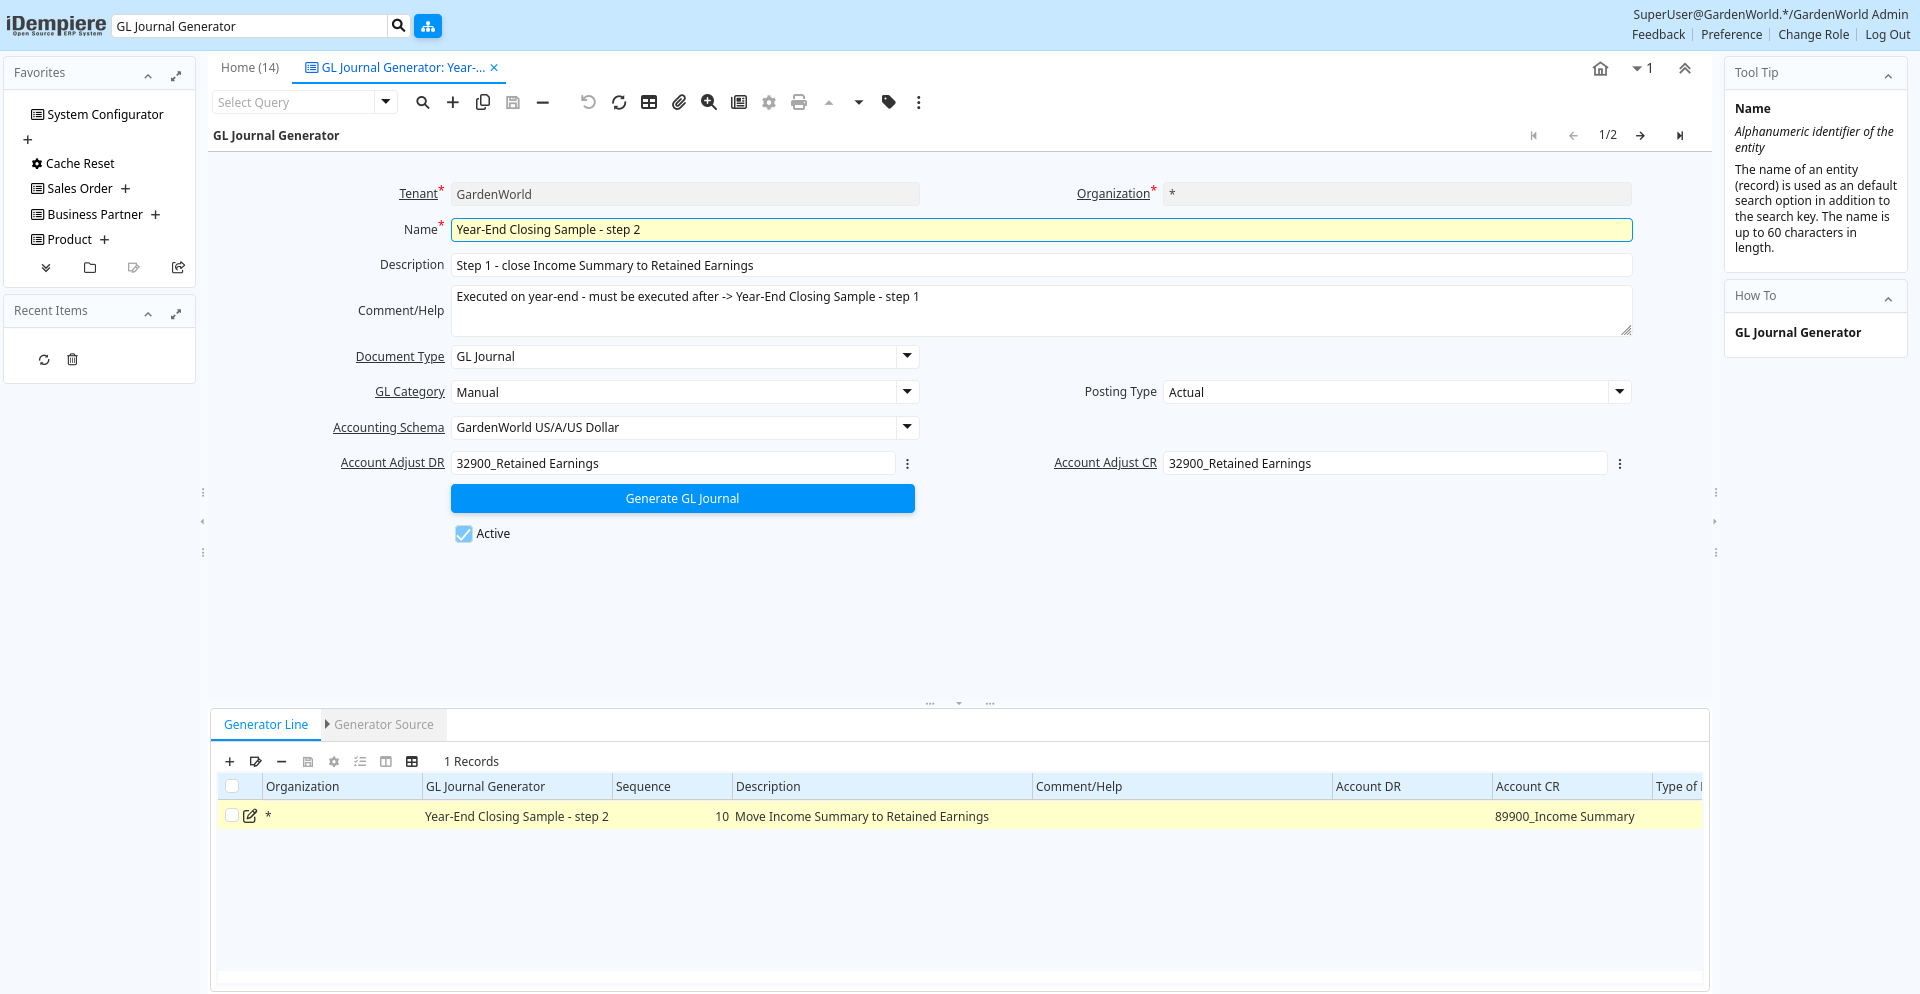 iDempiere
Open Source ERP System
GL Journal Generator
SuperUser@GardenWorld.*/GardenWorld Admin
Feedback
Preference
Change Role
Log Out
Favorites
System Configurator
Cache Reset
Sales Order
Business Partner
Product
Recent Items
Home (14)
GL Journal Generator: Year-...
1
Select Query
GL Journal Generator
1/2
Tenant*
GardenWorld
Organization*
*
Name*
Year-End Closing Sample - step 2
Description
Step 1 - close Income Summary to Retained Earnings
Comment/Help
Executed on year-end - must be executed after -> Year-End Closing Sample - step 1
Document Type
GL Journal
GL Category
Manual
Posting Type
Actual
Accounting Schema
GardenWorld US/A/US Dollar
Account Adjust DR
32900_Retained Earnings
Account Adjust CR
32900_Retained Earnings
Generate GL Journal
Active
Generator Line
Generator Source
1 Records
Organization
GL Journal Generator
Sequence
Description
Comment/Help
Account DR
Account CR
Type of
*
Year-End Closing Sample - step 2
10
Move Income Summary to Retained Earnings
89900_Income Summary
Tool Tip
Name
Alphanumeric identifier of the
entity
The name of an entity
(record) is used as an default
search option in addition to
the search key. The name is
up to 60 characters in
length.
How To
GL Journal Generator